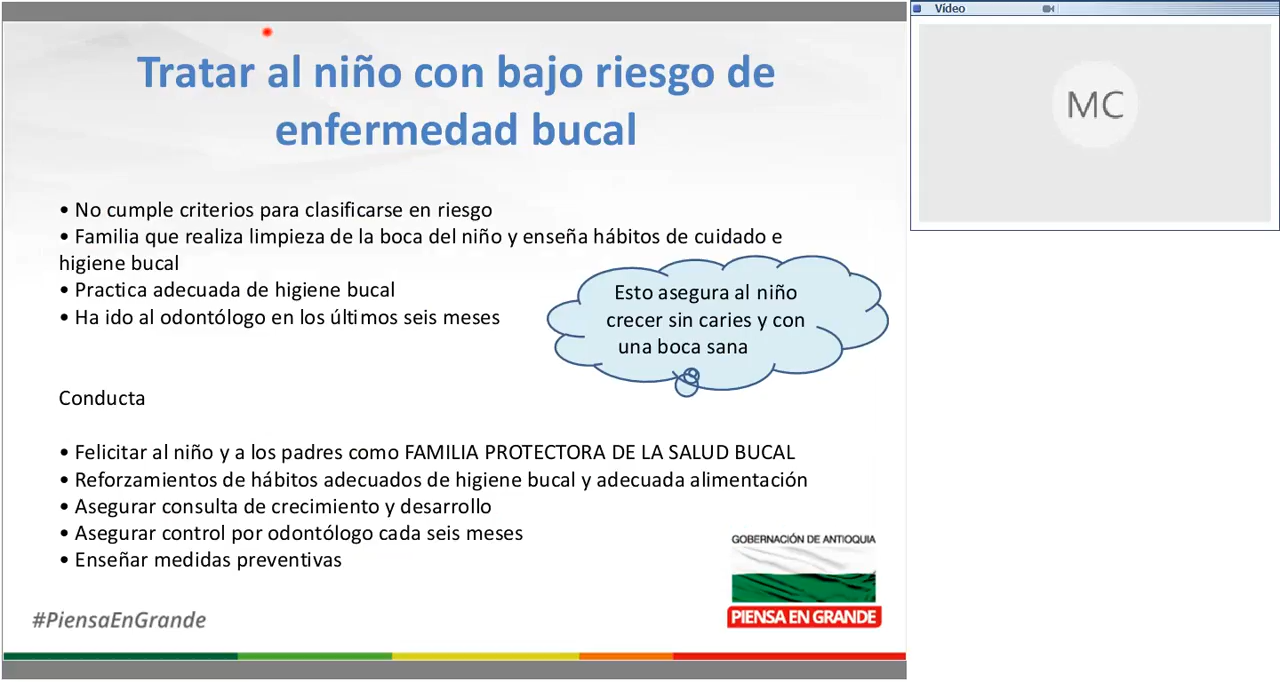 Tratar al niño con bajo riesgo de
enfermedad bucal
• No cumple criterios para clasificarse en riesgo
• Familia que realiza limpieza de la boca del niño y enseña hábitos de cuidado e
higiene bucal
• Practica adecuada de higiene bucal
• Ha ido al odontólogo en los últimos seis meses
Esto asegura al niño
crecer sin caries y con
una boca sana
Conducta
• Felicitar al niño y a los padres como FAMILIA PROTECTORA DE LA SALUD BUCAL
• Reforzamientos de hábitos adecuados de higiene bucal y adecuada alimentación
• Asegurar consulta de crecimiento y desarrollo
• Asegurar control por odontólogo cada seis meses
• Enseñar medidas preventivas
GOBERNACIÓN DE ANTIOQUIA
PIENSA EN GRANDE
#PiensaEnGrande
Vídeo
MC